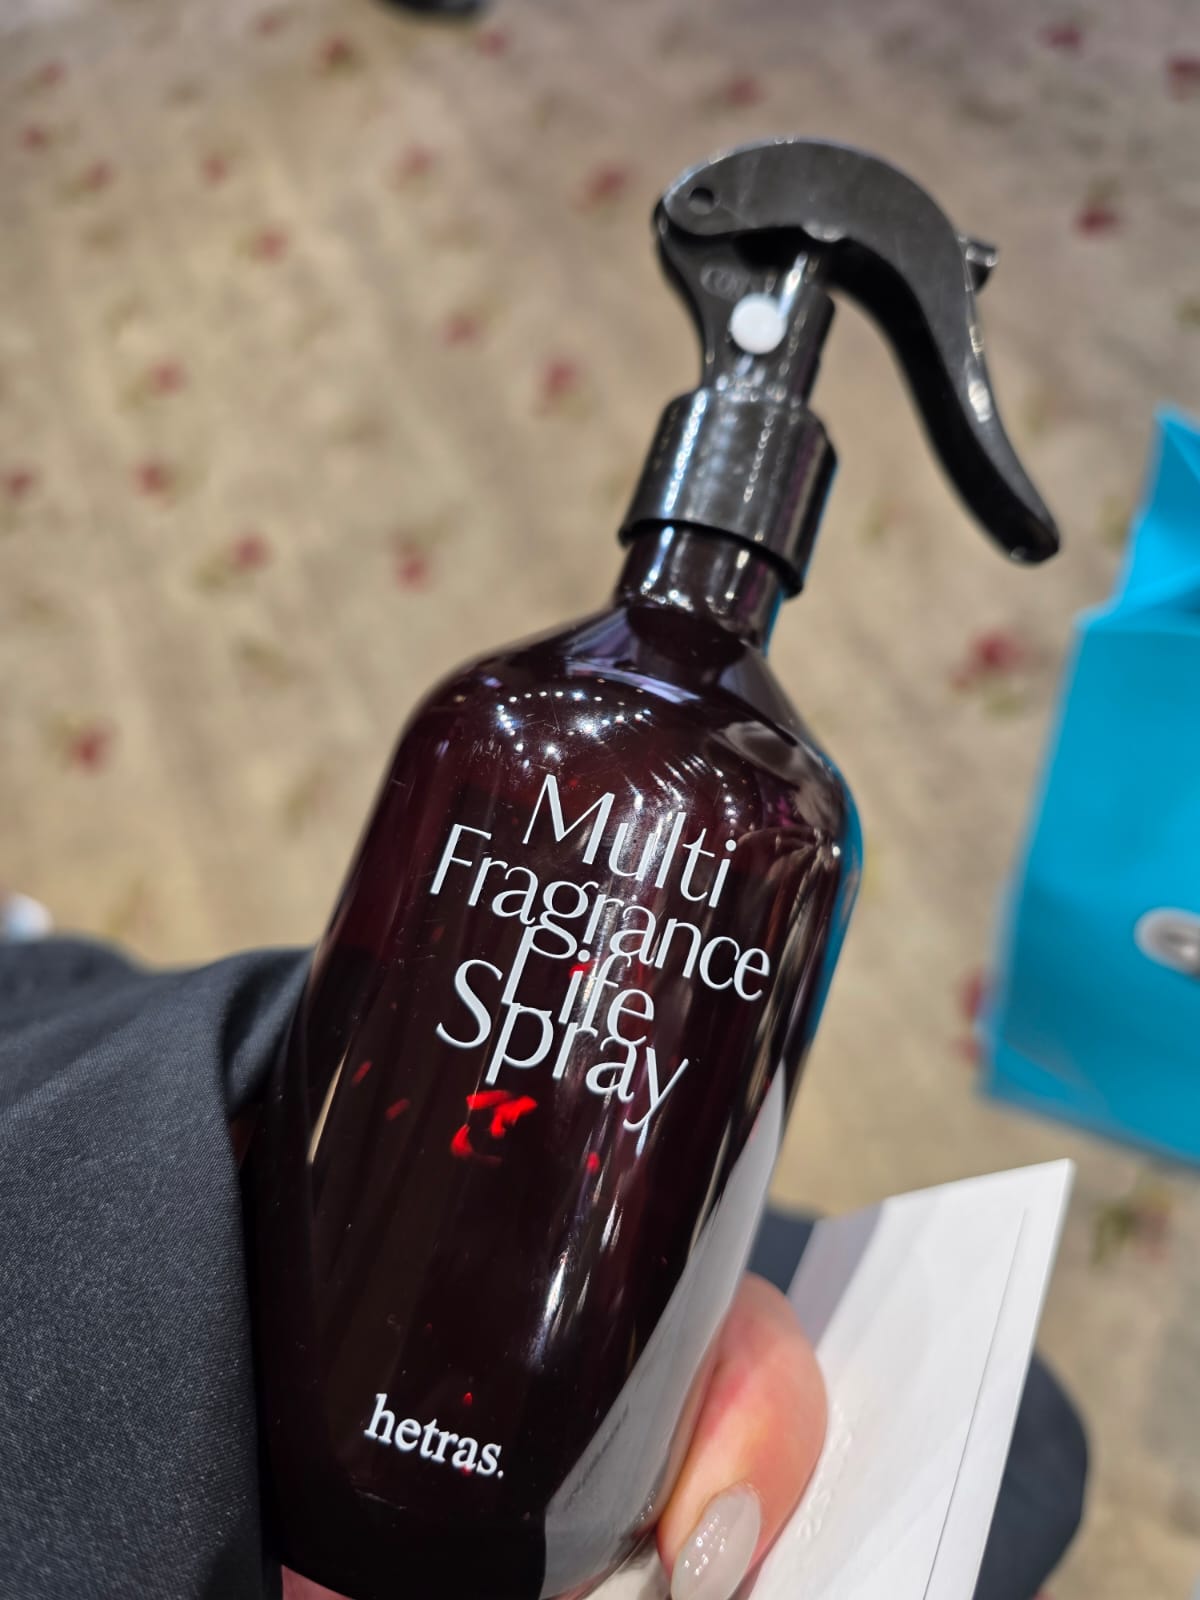 Multi
Fragrance
Life
Spray
hetras.